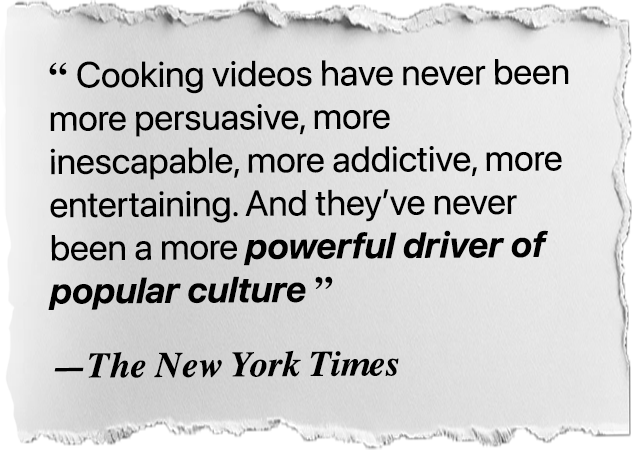 “ Cooking videos have never been
more persuasive, more
inescapable, more addictive, more
entertaining. And they’ve never
been a more powerful driver of
popular culture ”
—The New York Times